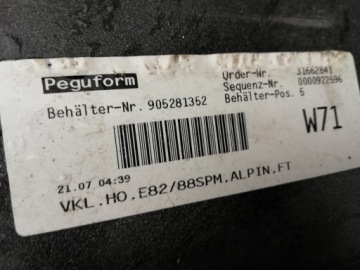 Peguform
Order-Nr. 31662841
Sequenz-Nr. 0000922596
Behälter-Nr. 905281352
Behälter-Pos. 5
W71
21.07 04:39
VKL.HO.E82/88SPM.ALPIN.FT